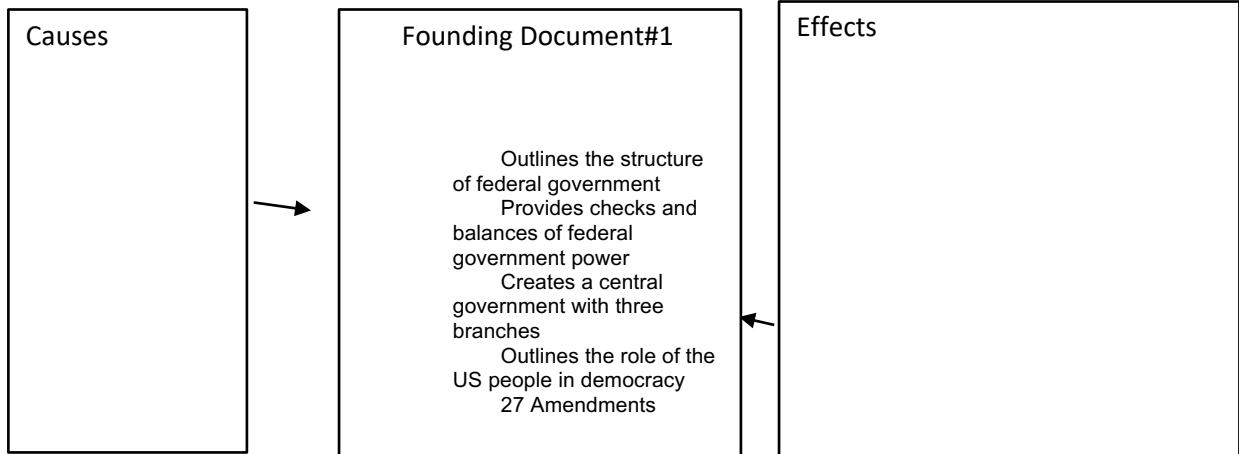 Causes
Founding Document#1
Outlines the structure
of federal government
Provides checks and
balances of federal
government power
Creates a central
government with three
branches
Outlines the role of the
US people in democracy
27 Amendments
Effects